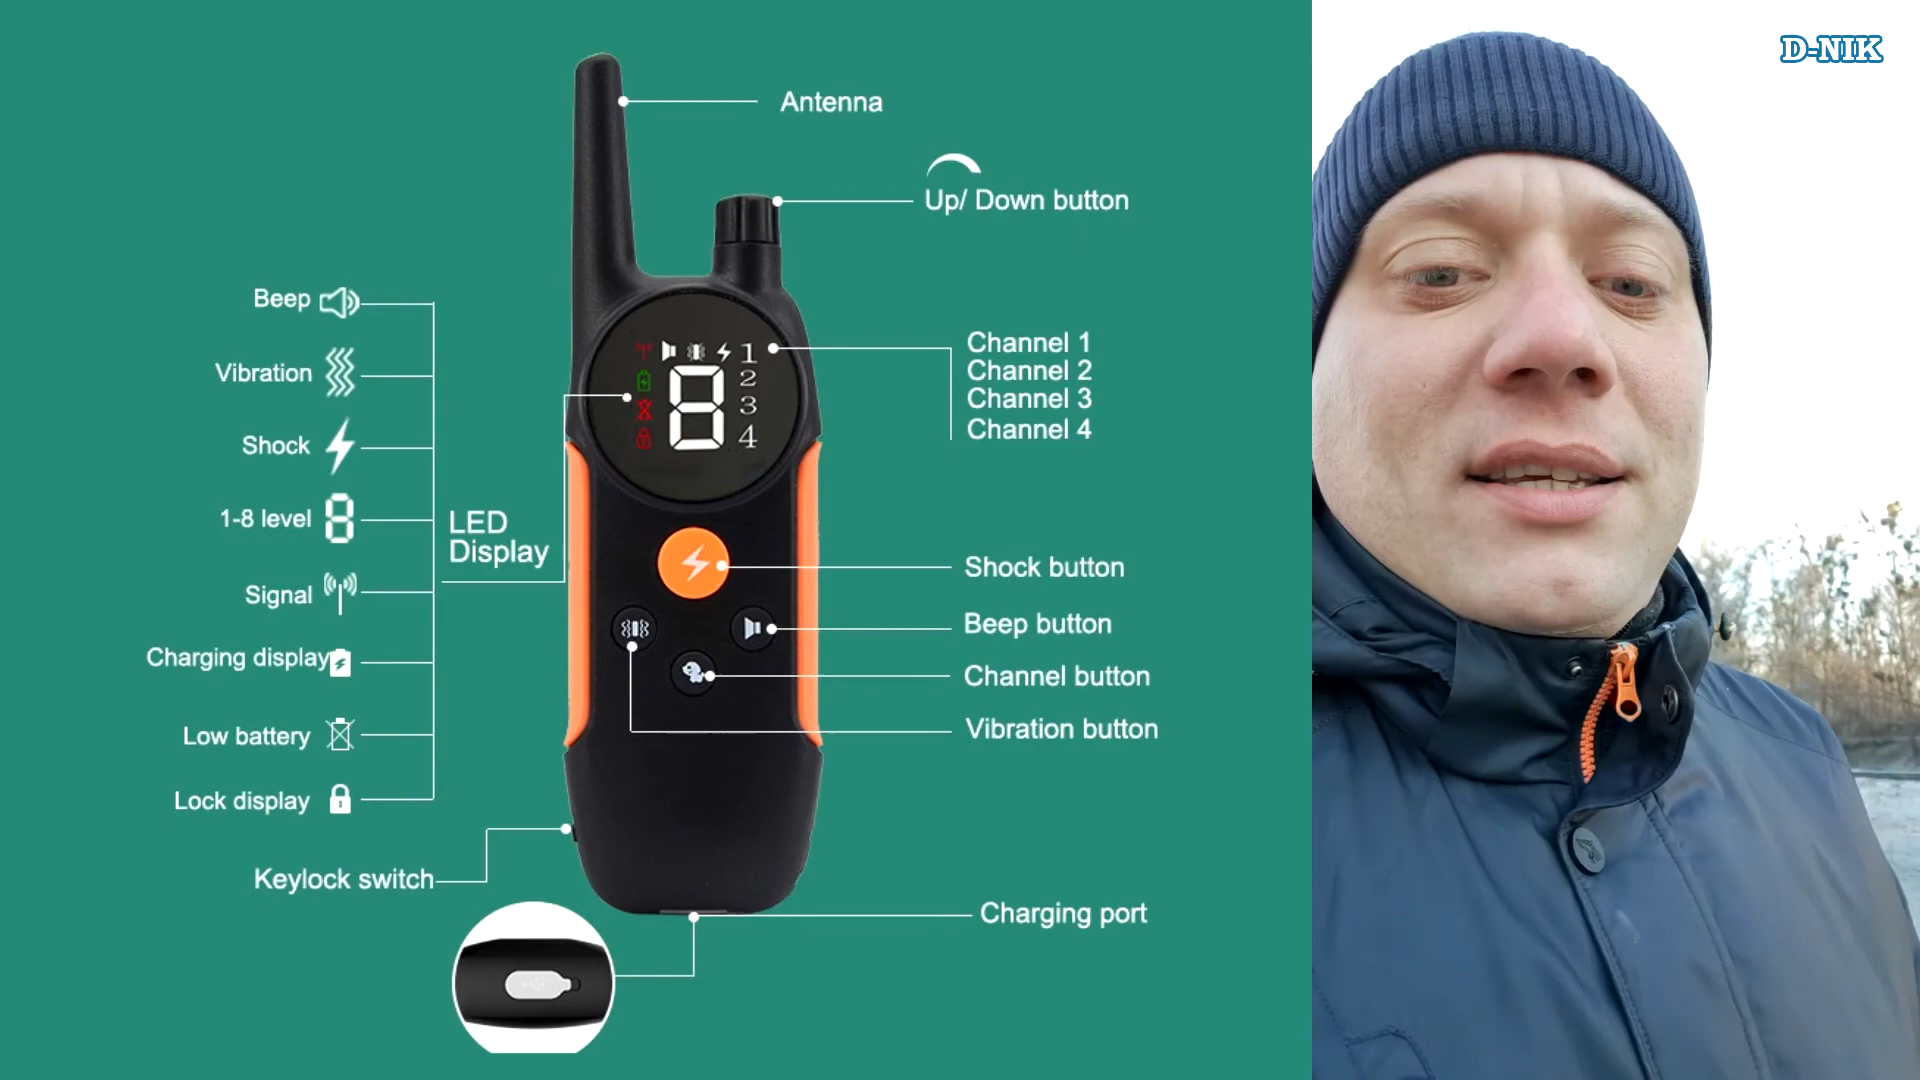 D-NIK
Antenna
Up/ Down button
Beep
Vibration
Shock
1-8 level
8
Signal
Charging display
Low battery
Lock display
LED
Display
1
2
3
4
8
Channel 1
Channel 2
Channel 3
Channel 4
Shock button
Beep button
Channel button
Vibration button
Keylock switch
Charging port